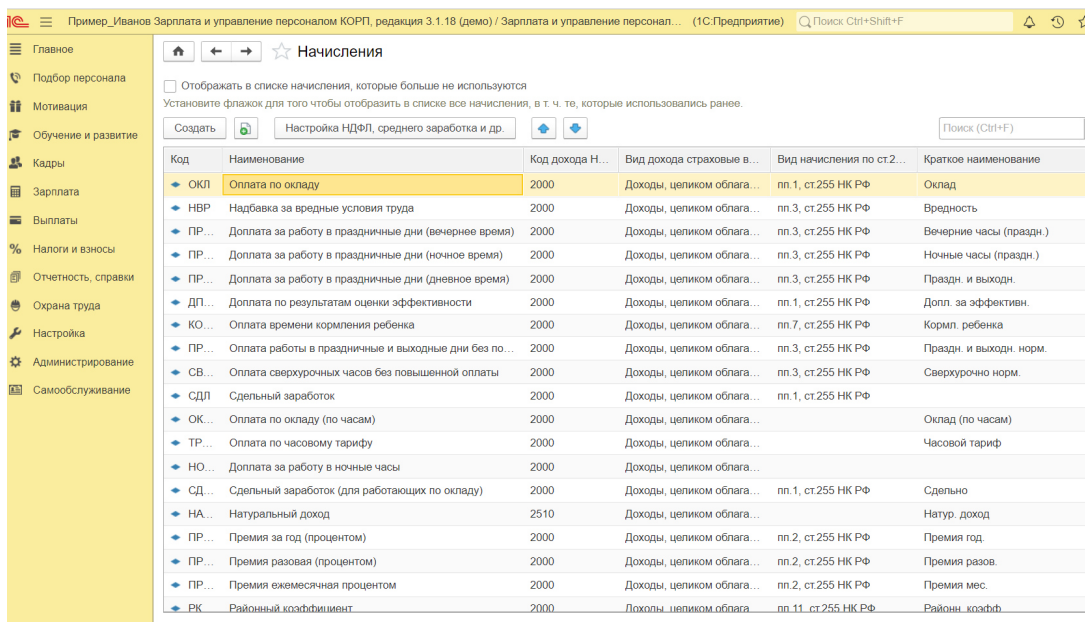 1С Пример_Иванов Зарплата и управление персоналом КОРП, редакция 3.1.18 (демо) / Зарплата и управление персонал... (1С:Предприятие) Поиск Ctrl+Shift+F
Главное
Подбор персонала
Мотивация
Обучение и развитие
Кадры
Зарплата
Выплаты
Налоги и взносы
Отчетность, справки
Охрана труда
Настройка
Администрирование
Самообслуживание
Начисления
Отображать в списке начисления, которые больше не используются
Установите флажок для того чтобы отобразить в списке все начисления, в т. ч. те, которые использовались ранее.
Создать Настройка НДФЛ, среднего заработка и др. Поиск (Ctrl+F)
Код Наименование Код дохода Н... Вид дохода страховые в... Вид начисления по ст.2... Краткое наименование
ОКЛ Оплата по окладу 2000 Доходы, целиком облага... пп.1, ст.255 НК РФ Оклад
НВР Надбавка за вредные условия труда 2000 Доходы, целиком облага... пп.3, ст.255 НК РФ Вредность
ПР... Доплата за работу в праздничные дни (вечернее время) 2000 Доходы, целиком облага... пп.3, ст.255 НК РФ Вечерние часы (праздн.)
ПР... Доплата за работу в праздничные дни (ночное время) 2000 Доходы, целиком облага... пп.3, ст.255 НК РФ Ночные часы (праздн.)
ПР... Доплата за работу в праздничные дни (дневное время) 2000 Доходы, целиком облага... пп.3, ст.255 НК РФ Праздн. и выходн.
ДП... Доплата по результатам оценки эффективности 2000 Доходы, целиком облага... пп.1, ст.255 НК РФ Допл. за эффективн.
КО... Оплата времени кормления ребенка 2000 Доходы, целиком облага... пп.7, ст.255 НК РФ Кормл. ребенка
ПР... Оплата работы в праздничные и выходные дни без по... 2000 Доходы, целиком облага... пп.3, ст.255 НК РФ Праздн. и выходн. норм.
СВ... Оплата сверхурочных часов без повышенной оплаты 2000 Доходы, целиком облага... пп.3, ст.255 НК РФ Сверхурочно норм.
СДЛ Сдельный заработок 2000 Доходы, целиком облага... пп.1, ст.255 НК РФ
ОК... Оплата по окладу (по часам) 2000 Доходы, целиком облага... Оклад (по часам)
ТР... Оплата по часовому тарифу 2000 Доходы, целиком облага... Часовой тариф
НО... Доплата за работу в ночные часы 2000 Доходы, целиком облага...
СД... Сдельный заработок (для работающих по окладу) 2000 Доходы, целиком облага... пп.1, ст.255 НК РФ Сдельно
НА... Натуральный доход 2510 Доходы, целиком облага... Натур. доход
ПР... Премия за год (процентом) 2000 Доходы, целиком облага... пп.2, ст.255 НК РФ Премия год.
ПР... Премия разовая (процентом) 2000 Доходы, целиком облага... пп.2, ст.255 НК РФ Премия разов.
ПР... Премия ежемесячная процентом 2000 Доходы, целиком облага... пп.2, ст.255 НК РФ Премия мес.
РК Районный коэффициент 2000 Доходы, целиком облага пп.11, ст.255 НК РФ Районн. коэфф